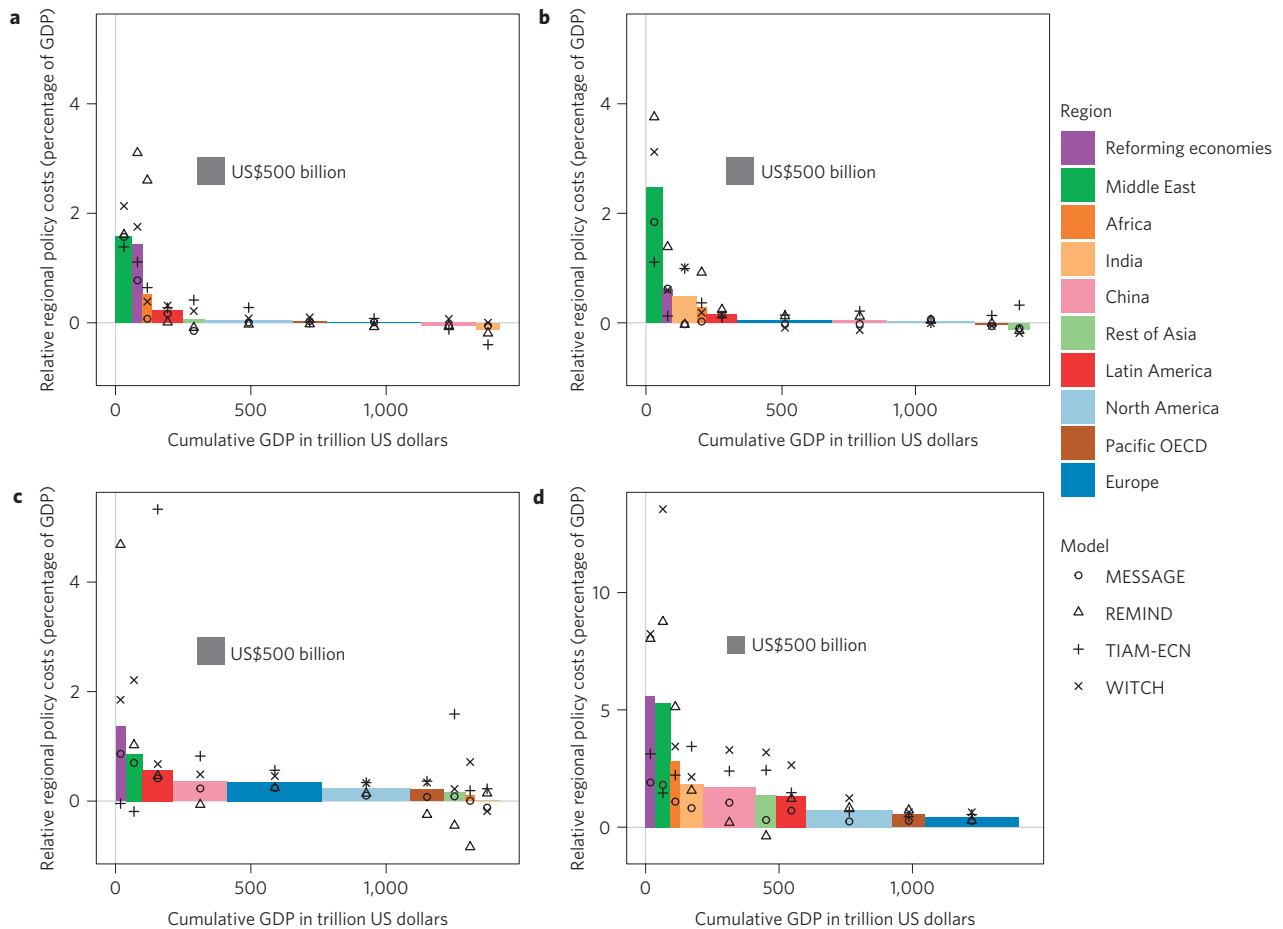 a
Relative regional policy costs (percentage of GDP)
4
2
0
US$500 billion
0
500
1,000
Cumulative GDP in trillion US dollars
b
Relative regional policy costs (percentage of GDP)
4
2
0
US$500 billion
0
500
1,000
Cumulative GDP in trillion US dollars
Region
Reforming economies
Middle East
Africa
India
China
Rest of Asia
Latin America
North America
Pacific OECD
Europe
c
Relative regional policy costs (percentage of GDP)
4
2
0
US$500 billion
0
500
1,000
Cumulative GDP in trillion US dollars
d
Relative regional policy costs (percentage of GDP)
10
5
0
US$500 billion
0
500
1,000
Cumulative GDP in trillion US dollars
Model
MESSAGE
REMIND
TIAM-ECN
WITCH